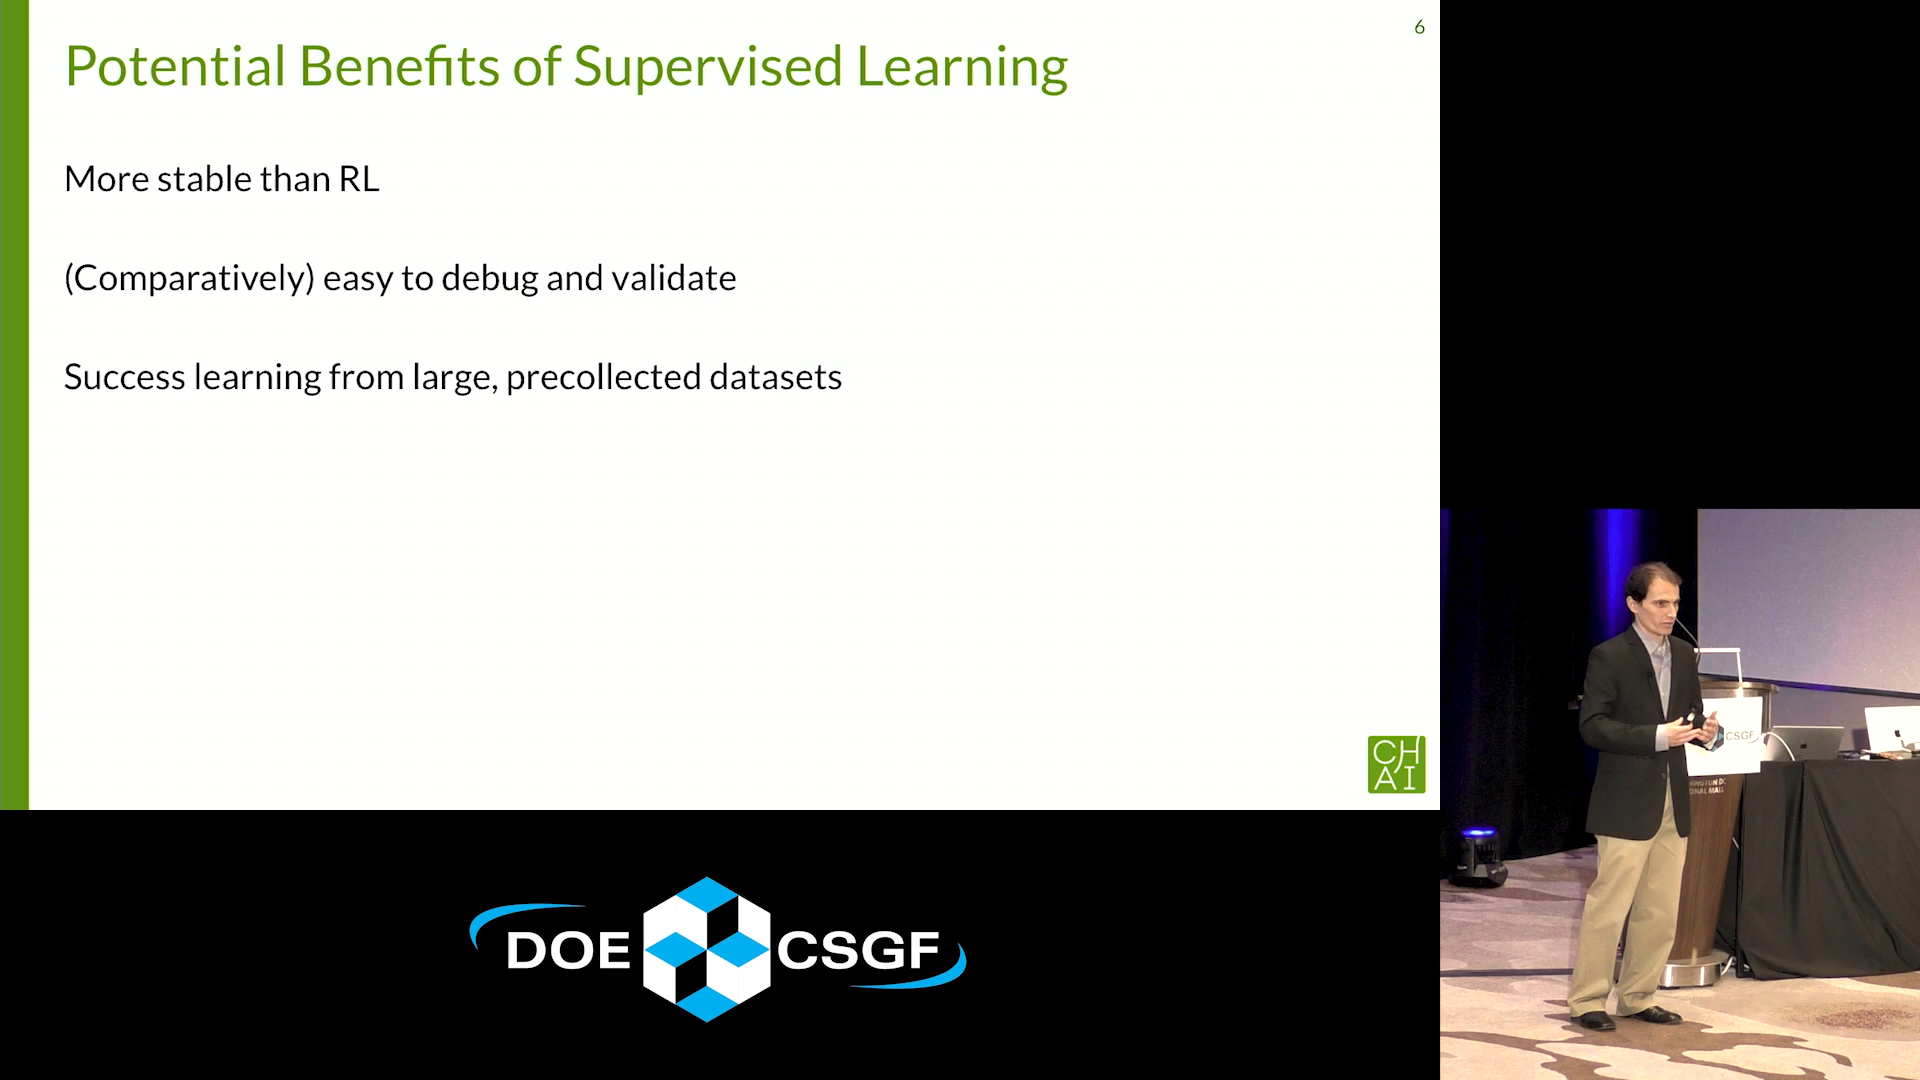 6
Potential Benefits of Supervised Learning
More stable than RL
(Comparatively) easy to debug and validate
Success learning from large, precollected datasets
CH
AI
DOE CSGF
CSGF